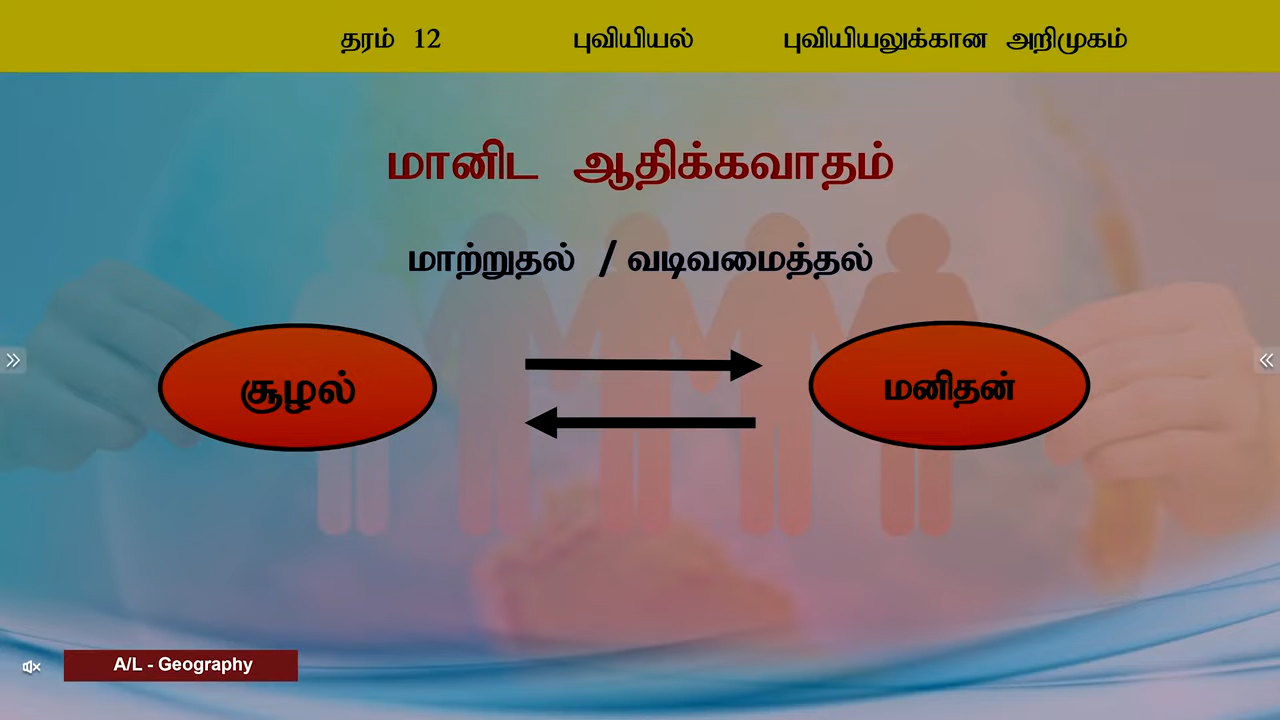 தரம் 12 புவியியல் புவியியலுக்கான அறிமுகம்
மானிட ஆதிக்கவாதம்
மாற்றுதல் / வடிவமைத்தல்
சூழல் மனிதன்
A/L - Geography